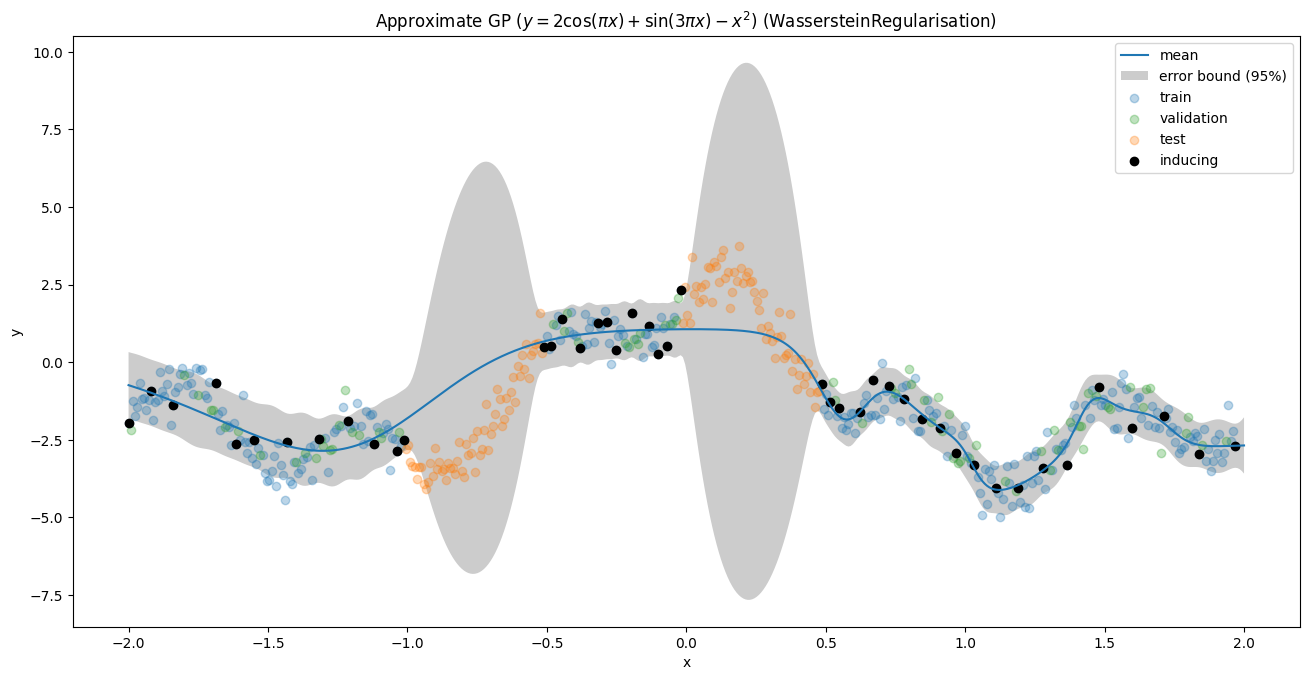 Approximate GP (y = 2 cos(πx) + sin(3πx) − x²) (WassersteinRegularisation)
mean
error bound (95%)
train
validation
test
inducing
10.0
7.5
5.0
2.5
0.0
−2.5
−5.0
−7.5
y
−2.0 −1.5 −1.0 −0.5 0.0 0.5 1.0 1.5 2.0
x